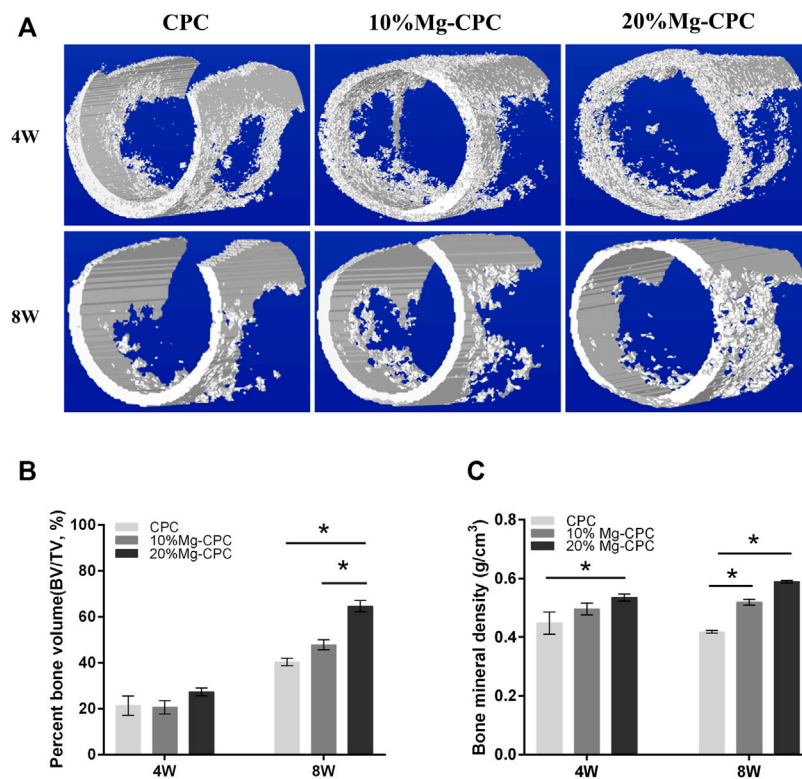 A
CPC
10%Mg-CPC
20%Mg-CPC
4W
8W
B
Percent bone volume(BV/TV, %)
100
80
60
40
20
0
CPC
10%Mg-CPC
20%Mg-CPC
*
*
4W
8W
C
Bone mineral density (g/cm³)
0.8
0.6
0.4
0.2
0.0
CPC
10% Mg-CPC
20% Mg-CPC
*
*
*
4W
8W